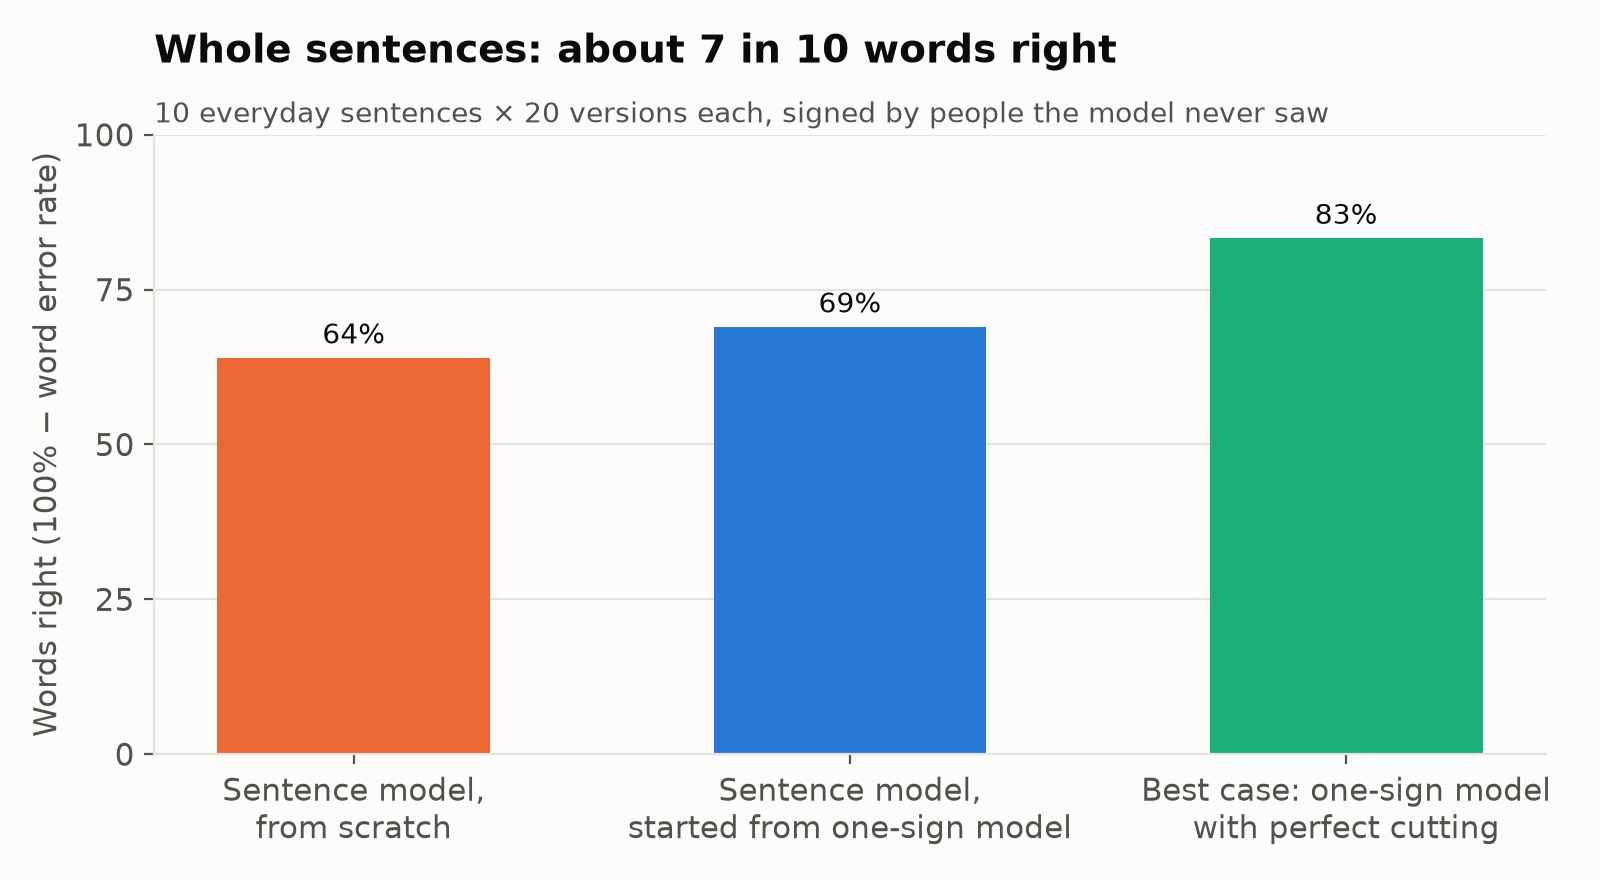 Whole sentences: about 7 in 10 words right
10 everyday sentences × 20 versions each, signed by people the model never saw
Words right (100% − word error rate)
100
75
50
25
0
64%
69%
83%
Sentence model,
from scratch
Sentence model,
started from one-sign model
Best case: one-sign model
with perfect cutting